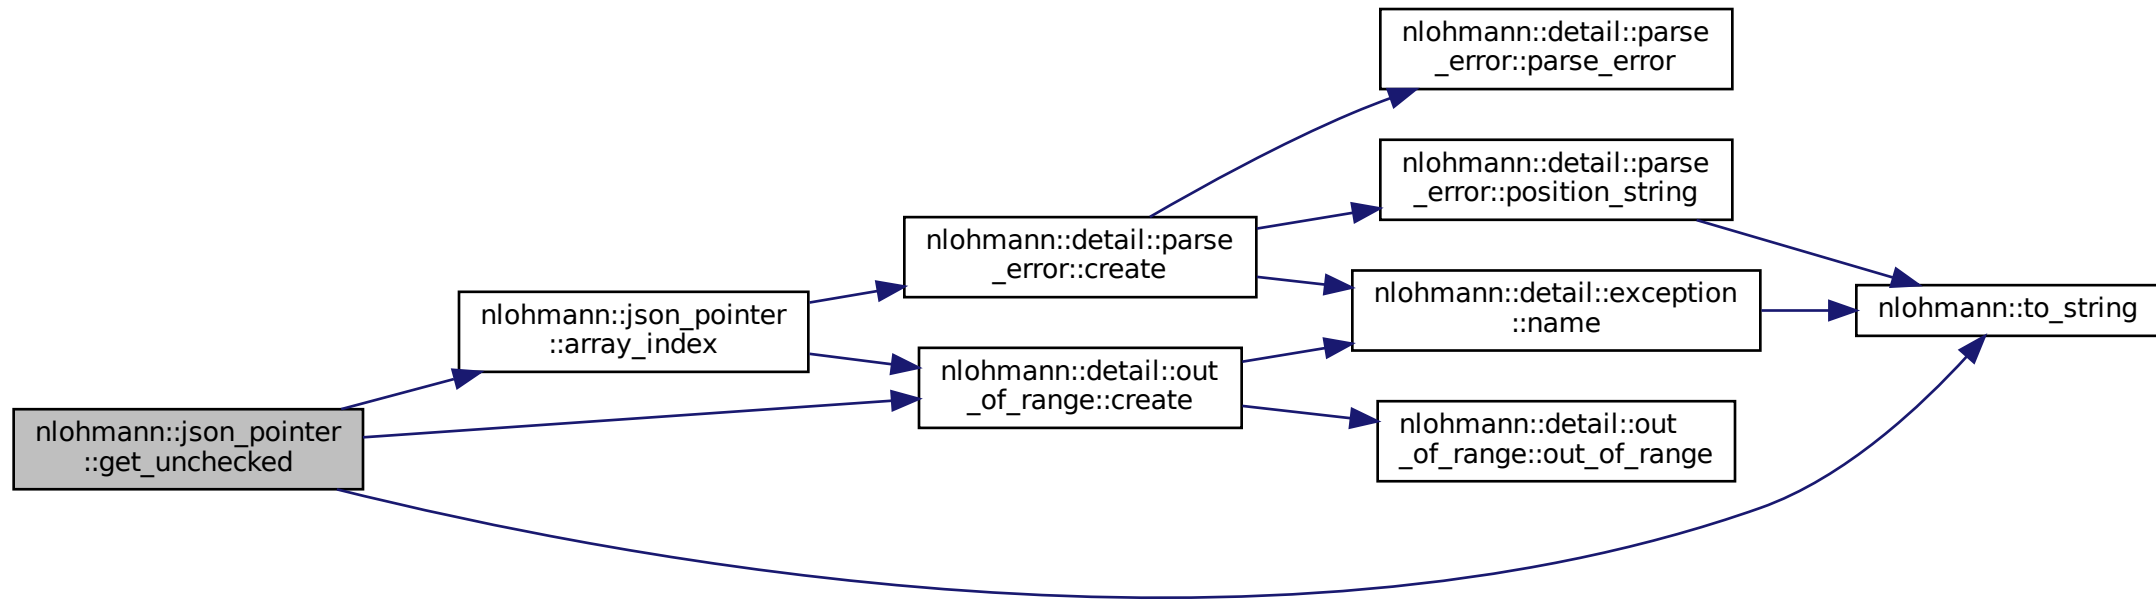 nlohmann::detail::parse
_error::parse_error
nlohmann::detail::parse
_error::position_string
nlohmann::detail::parse
_error::create
nlohmann::detail::exception
::name
nlohmann::to_string
nlohmann::json_pointer
::array_index
nlohmann::detail::out
_of_range::create
nlohmann::detail::out
_of_range::out_of_range
nlohmann::json_pointer
::get_unchecked